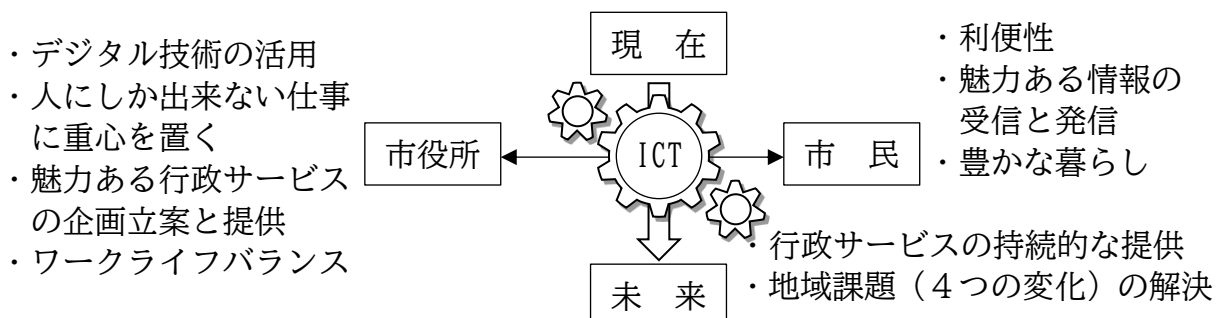 現　在
・デジタル技術の活用
・人にしか出来ない仕事
に重心を置く
・魅力ある行政サービス
の企画立案と提供
・ワークライフバランス
市役所
ICT
市　民
・利便性
・魅力ある情報の
受信と発信
・豊かな暮らし
・行政サービスの持続的な提供
・地域課題（４つの変化）の解決
未　来